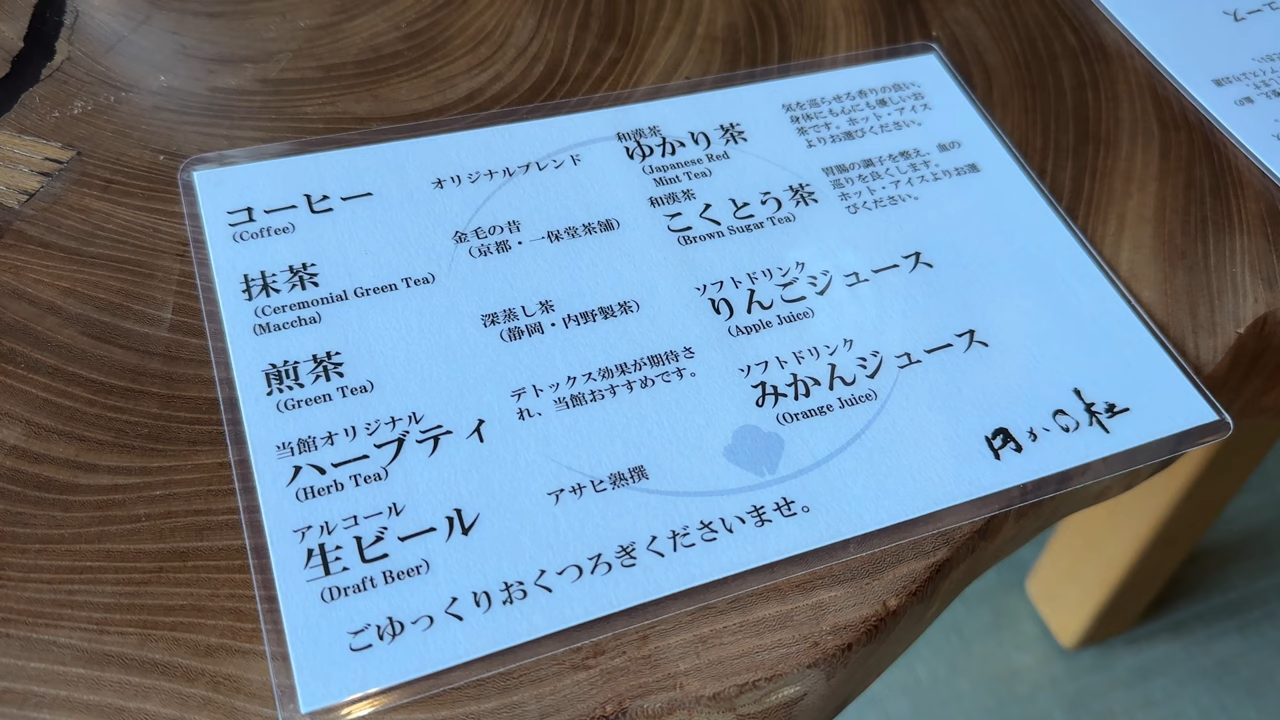 コーヒー
(Coffee)
オリジナルブレンド
抹茶
(Ceremonial Green Tea)
(Maccha)
金毛の昔
(京都・一保堂茶舗)
煎茶
(Green Tea)
深蒸し茶
(静岡・内野製茶)
当館オリジナル
ハーブティ
(Herb Tea)
デトックス効果が期待さ
れ、当館おすすめです。
アルコール
生ビール
(Draft Beer)
アサヒ熟撰
和漢茶
ゆかり茶
(Japanese Red
Mint Tea)
気を巡らせる香りの良い、
身体にも心にも優しいお
茶です。ホット・アイス
よりお選びください。
和漢茶
こくとう茶
(Brown Sugar Tea)
胃腸の調子を整え、血の
巡りを良くします。
ホット・アイスよりお選
びください。
ソフトドリンク
りんごジュース
(Apple Juice)
ソフトドリンク
みかんジュース
(Orange Juice)
ごゆっくりおくつろぎくださいませ。
円かの杜
ュース